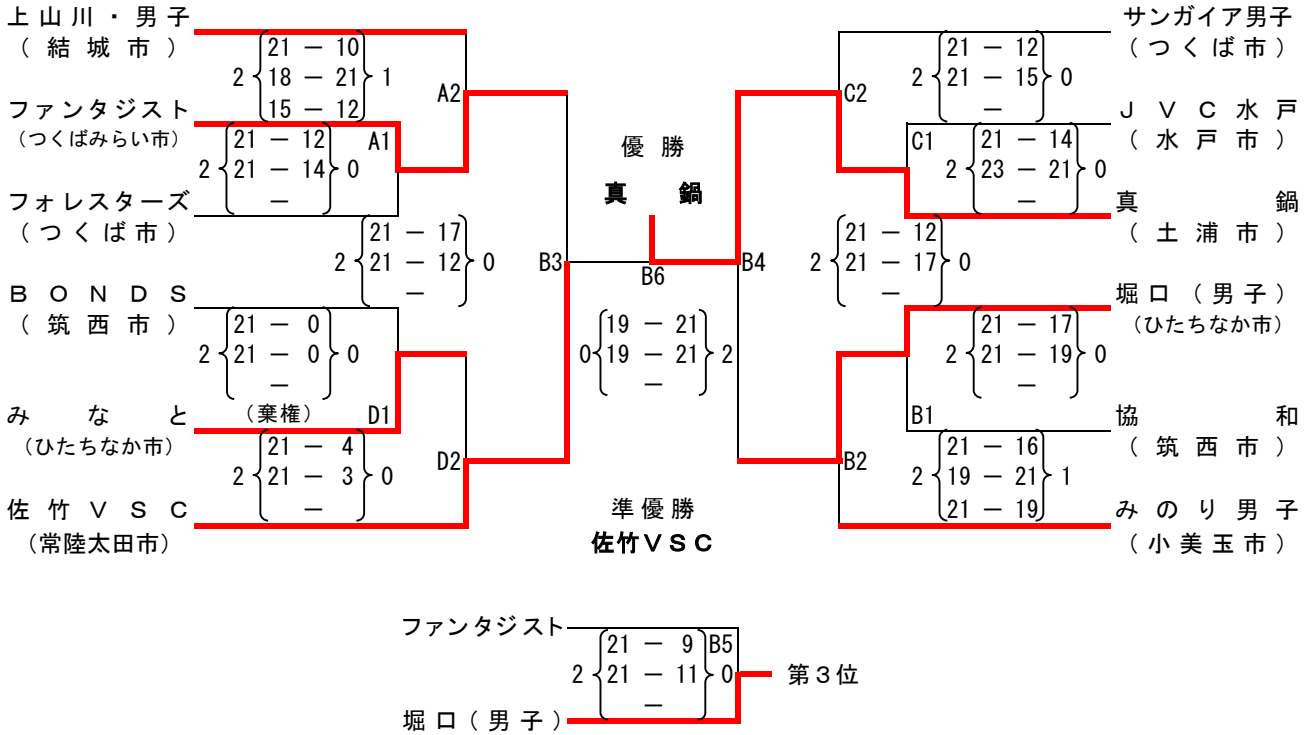 上山川・男子
(結城市)
21 － 10
2 18 － 21 1
15 － 12
A2
ファンタジスト
(つくばみらい市)
21 － 12
A1
2 21 － 14 0
－
フォレスターズ
(つくば市)
21 － 17
2 21 － 12 0
－
B3
BONDS
(筑西市)
21 － 0
2 21 － 0 0
－
みなと
(棄権)
D1
(ひたちなか市)
21 － 4
2 21 － 3 0
－
D2
佐竹VSC
(常陸太田市)
優勝
真鍋
B6
19 － 21
0 19 － 21 2
－
準優勝
佐竹VSC
サンガイア男子
(つくば市)
21 － 12
2 21 － 15 0
－
C2
JVC水戸
(水戸市)
C1
21 － 14
2 23 － 21 0
－
真鍋
(土浦市)
21 － 12
2 21 － 17 0
－
B4
堀口(男子)
(ひたちなか市)
21 － 17
2 21 － 19 0
－
B1
協和
(筑西市)
21 － 16
2 19 － 21 1
21 － 19
B2
みのり男子
(小美玉市)
ファンタジスト
21 － 9
B5
2 21 － 11 0
－
第3位
堀口(男子)